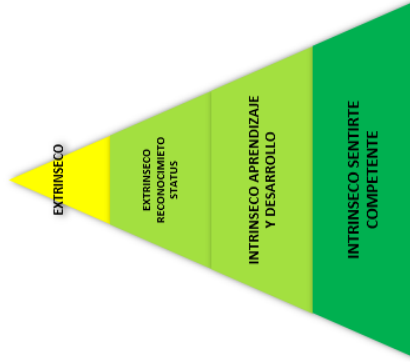 EXTRINSECO
EXTRINSECO
RECONOCIMIETO
STATUS
INTRINSECO APRENDIZAJE
Y DESARROLLO
INTRINSECO SENTIRTE
COMPETENTE